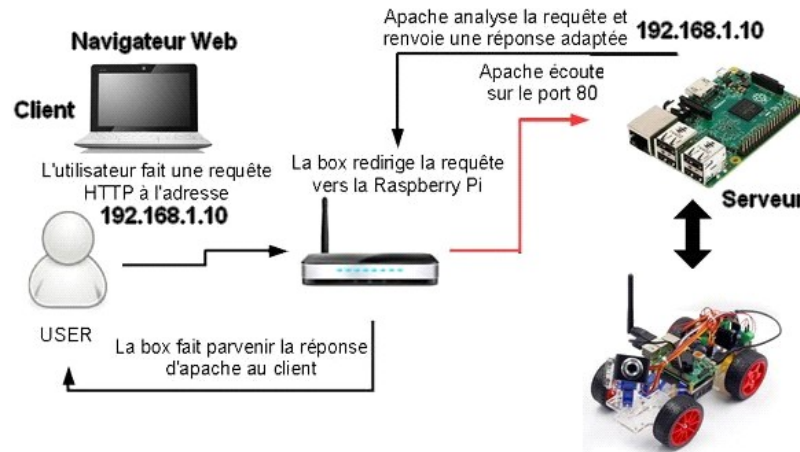 Apache analyse la requête et
renvoie une réponse adaptée 192.168.1.10
Navigateur Web
Client
Apache écoute
sur le port 80
L'utilisateur fait une requête
HTTP à l'adresse
192.168.1.10
La box redirige la requête
vers la Raspberry Pi
Serveur
USER
La box fait parvenir la réponse
d'apache au client